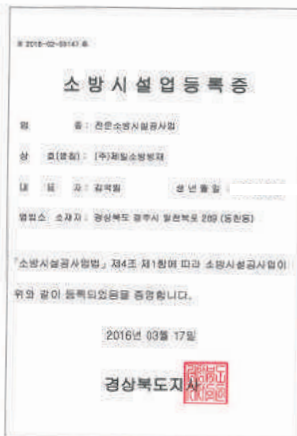 제 2016-02-00147 호
소방시설업등록증
업 종 : 전문소방시설공사업
상 호(명칭) : (주)제일소방방재
대 표 자 : 김석범 생년월일 :
영업소 소재지 : 경상북도 경주시 알천북로 289 (동천동)
「소방시설공사업법」 제4조 제1항에 따라 소방시설공사업이
위와 같이 등록되었음을 증명합니다.
2016년 03월 17일
경상북도지사